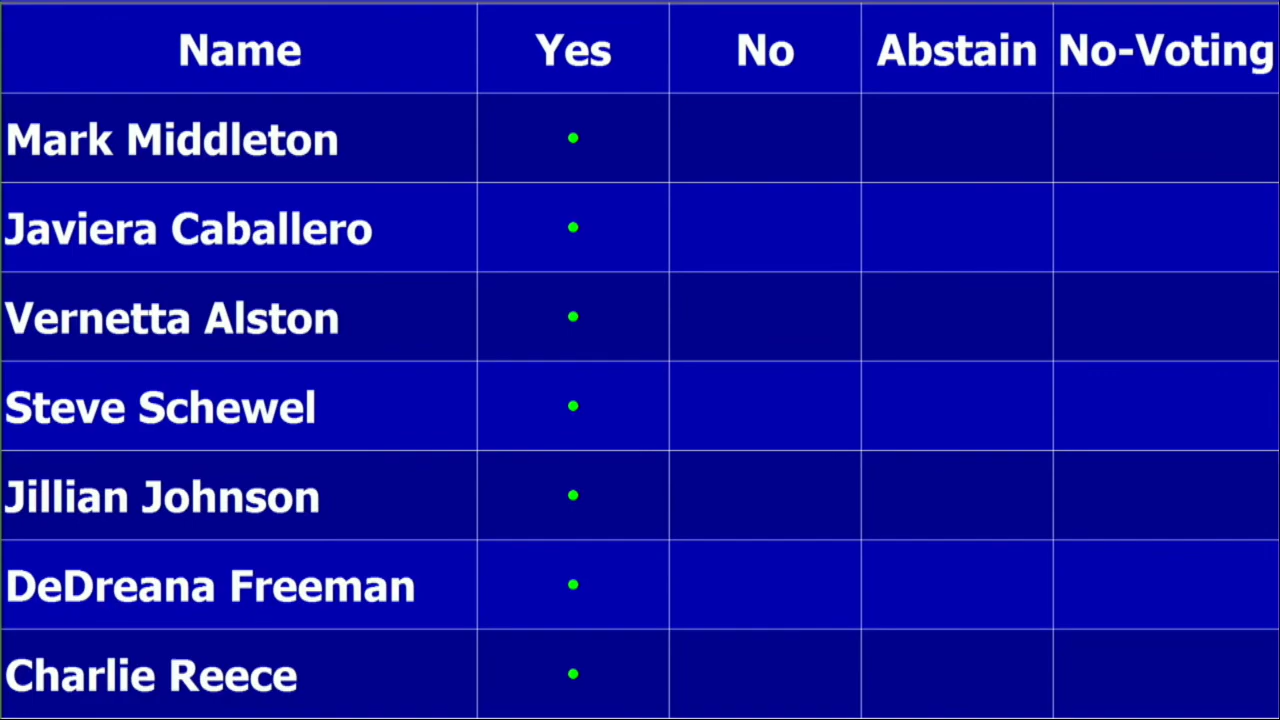 Name Yes No Abstain No-Voting
Mark Middleton
Javiera Caballero
Vernetta Alston
Steve Schewel
Jillian Johnson
DeDreana Freeman
Charlie Reece